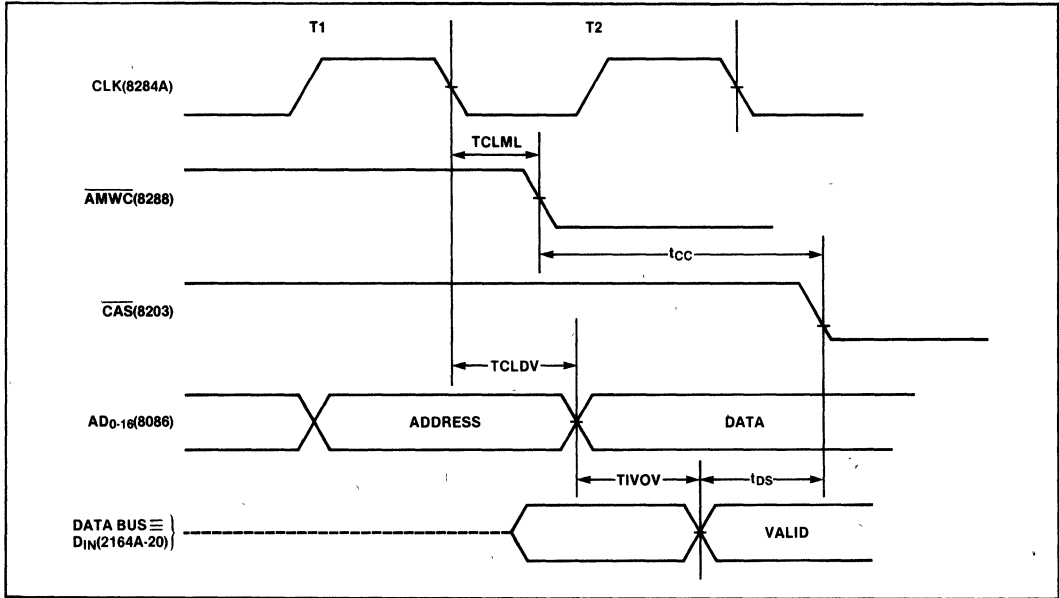 T1 T2
CLK(8284A)
TCLML
AMWC(8288)
tCC
CAS(8203)
TCLDV
AD0-16(8086) ADDRESS DATA
TIVOV tDS
DATA BUS ≡
DIN(2164A-20) VALID